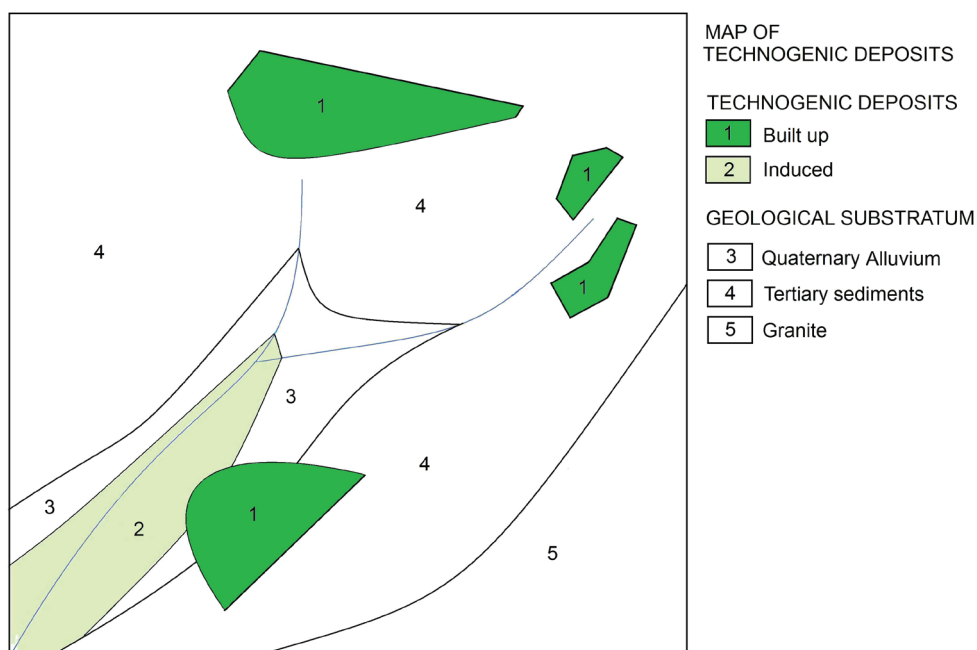 MAP OF
TECHNOGENIC DEPOSITS
TECHNOGENIC DEPOSITS
1 Built up
2 Induced
GEOLOGICAL SUBSTRATUM
3 Quaternary Alluvium
4 Tertiary sediments
5 Granite
1
1
4
4
1
3
4
3
1
2
5